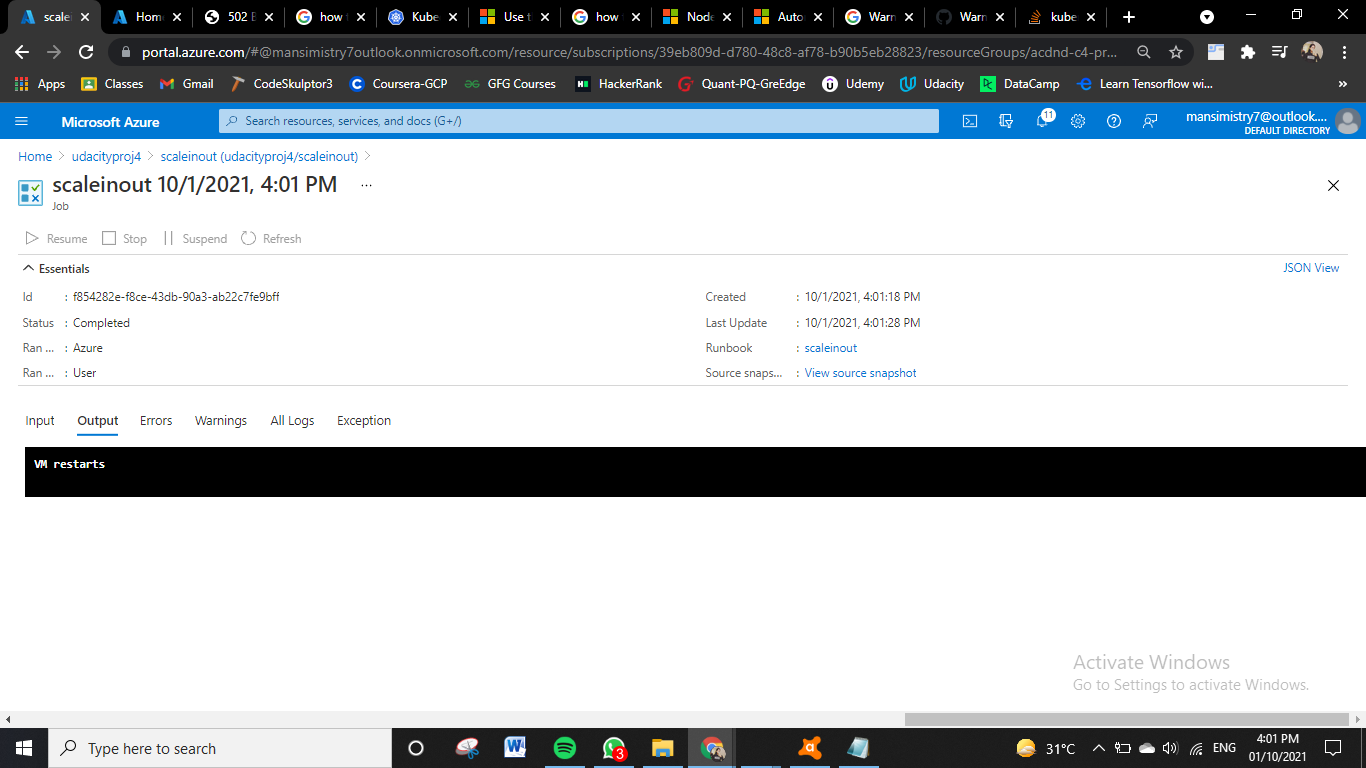 scalei
Home
502 B
how t
Kube
Use t
how
Node
Auto
Warn
Warn
kube
portal.azure.com/#@mansimistry7outlook.onmicrosoft.com/resource/subscriptions/39eb809d-d780-48c8-af78-b90b5eb28823/resourceGroups/acdnd-c4-pr...
Apps
Classes
Gmail
CodeSkulptor3
Coursera-GCP
GFG Courses
HackerRank
Quant-PQ-GreEdge
Udemy
Udacity
DataCamp
Learn Tensorflow wi...
»
Microsoft Azure
Search resources, services, and docs (G+/)
11
mansimistry7@outlook....
DEFAULT DIRECTORY
Home > udacityproj4 > scaleinout (udacityproj4/scaleinout) >
scaleinout 10/1/2021, 4:01 PM ...
Job
Resume Stop Suspend Refresh
Essentials
JSON View
Id : f854282e-f8ce-43db-90a3-ab22c7fe9bff
Status : Completed
Ran ... : Azure
Ran ... : User
Created : 10/1/2021, 4:01:18 PM
Last Update : 10/1/2021, 4:01:28 PM
Runbook : scaleinout
Source snaps... : View source snapshot
Input Output Errors Warnings All Logs Exception
VM restarts
Activate Windows
Go to Settings to activate Windows.
Type here to search
3
31°C
ENG
4:01 PM
01/10/2021